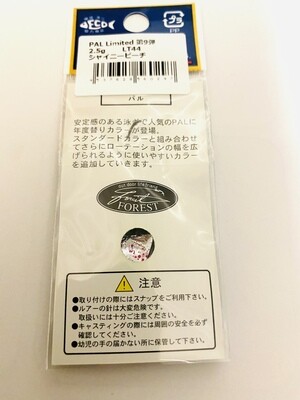 PAL Limited 第9弾
2.5g LT44
シャイニーピーチ
パル
PP
安定感のある泳ぎで人気のPALに
年度替りカラーが登場。
スタンダードカラーと組み合わせ
てさらにローテーションの幅を広
げられるように使いやすいカラー
を追加していきます。
FOREST
注意
●取り付けの際にはスナップをご利用下さい。
●ルアーの針は大変危険です。
取扱いには十分ご注意ください。
●キャスティングの際には周囲の安全を必ず
確認してください。
●幼児の手の届かない所に保管して下さい。